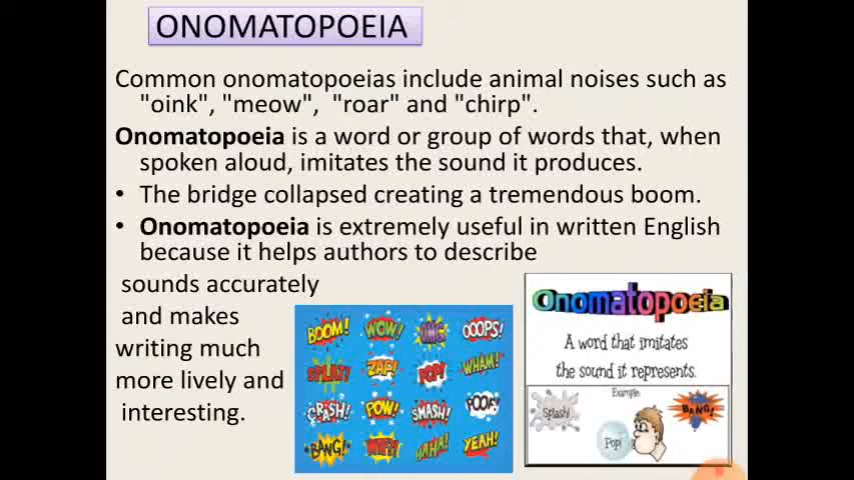 ONOMATOPOEIA
Common onomatopoeias include animal noises such as
"oink", "meow", "roar" and "chirp".
Onomatopoeia is a word or group of words that, when
spoken aloud, imitates the sound it produces.
• The bridge collapsed creating a tremendous boom.
• Onomatopoeia is extremely useful in written English
because it helps authors to describe
sounds accurately
and makes
writing much
more lively and
interesting.
BOOM! WOW! OMG OOOPS!
SPLAT! ZAP! POP! WHAM!
CRASH! POW! SMASH! POOF!
BANG! HAHA! YEAH!
Onomatopoeia
A word that imitates
the sound it represents.
Example:
Splash!
BANG!
Pop!